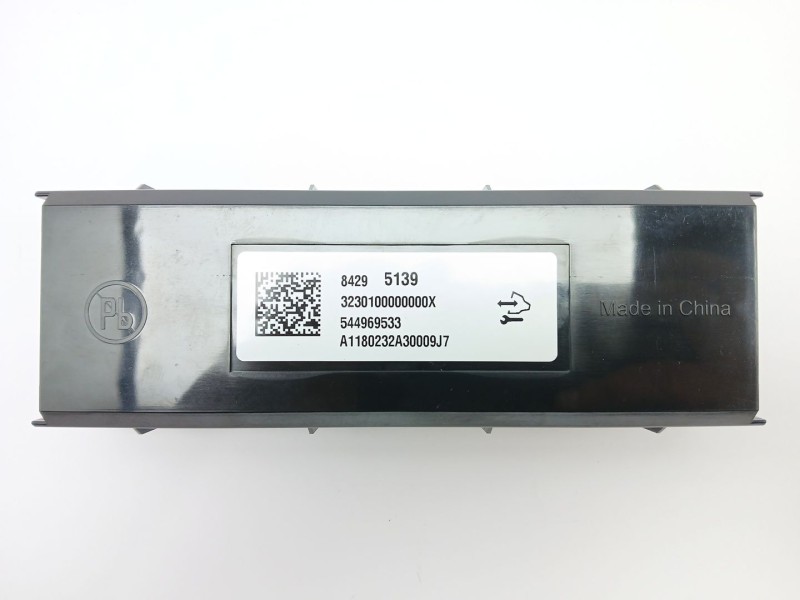 Pb
8429 5139
3230100000000X
544969533
A1180232A30009J7
Made in China